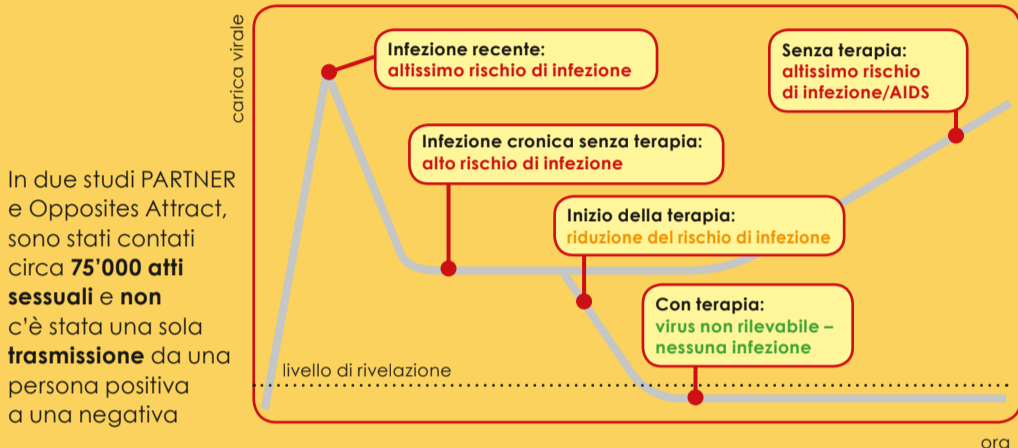 carica virale
Infezione recente:
altissimo rischio di infezione
Senza terapia:
altissimo rischio
di infezione/AIDS
Infezione cronica senza terapia:
alto rischio di infezione
In due studi PARTNER
e Opposites Attract,
sono stati contati
circa 75’000 atti
sessuali e non
c’è stata una sola
trasmissione da una
persona positiva
a una negativa
Inizio della terapia:
riduzione del rischio di infezione
Con terapia:
virus non rilevabile –
nessuna infezione
livello di rivelazione
ora